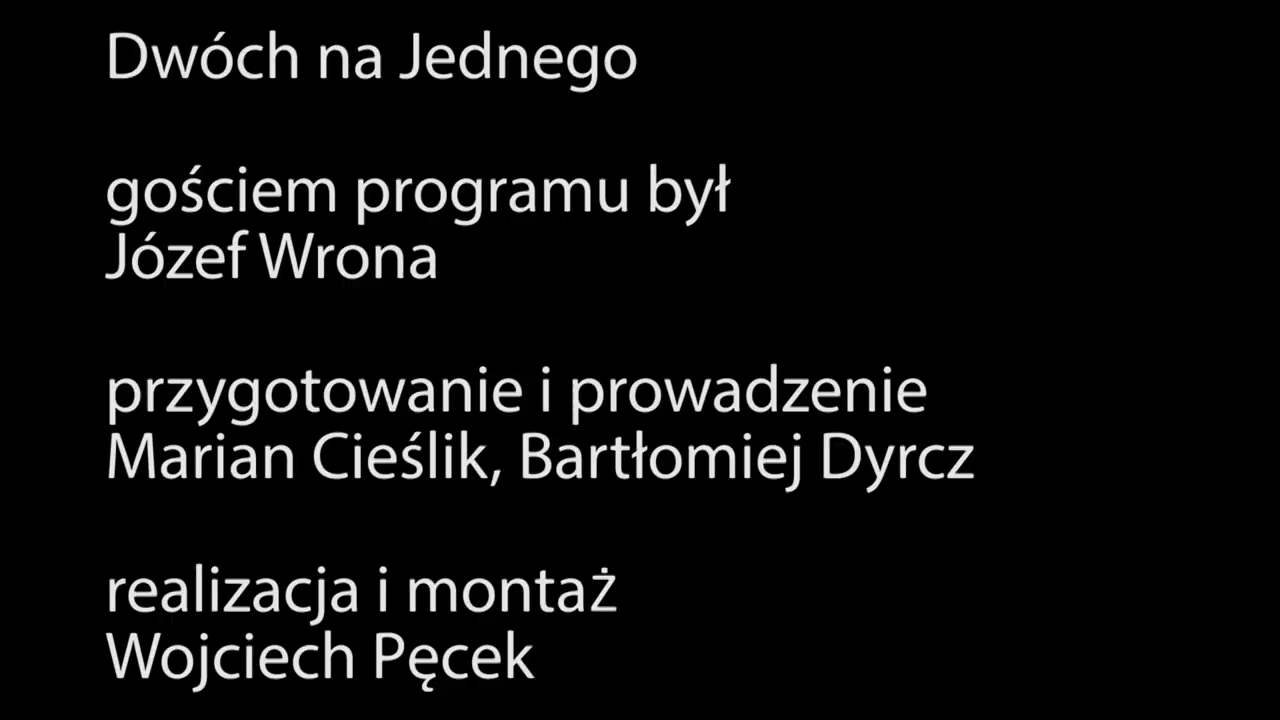 Dwóch na Jednego
gościem programu był
Józef Wrona
przygotowanie i prowadzenie
Marian Cieślik, Bartłomiej Dyrcz
realizacja i montaż
Wojciech Pęcek